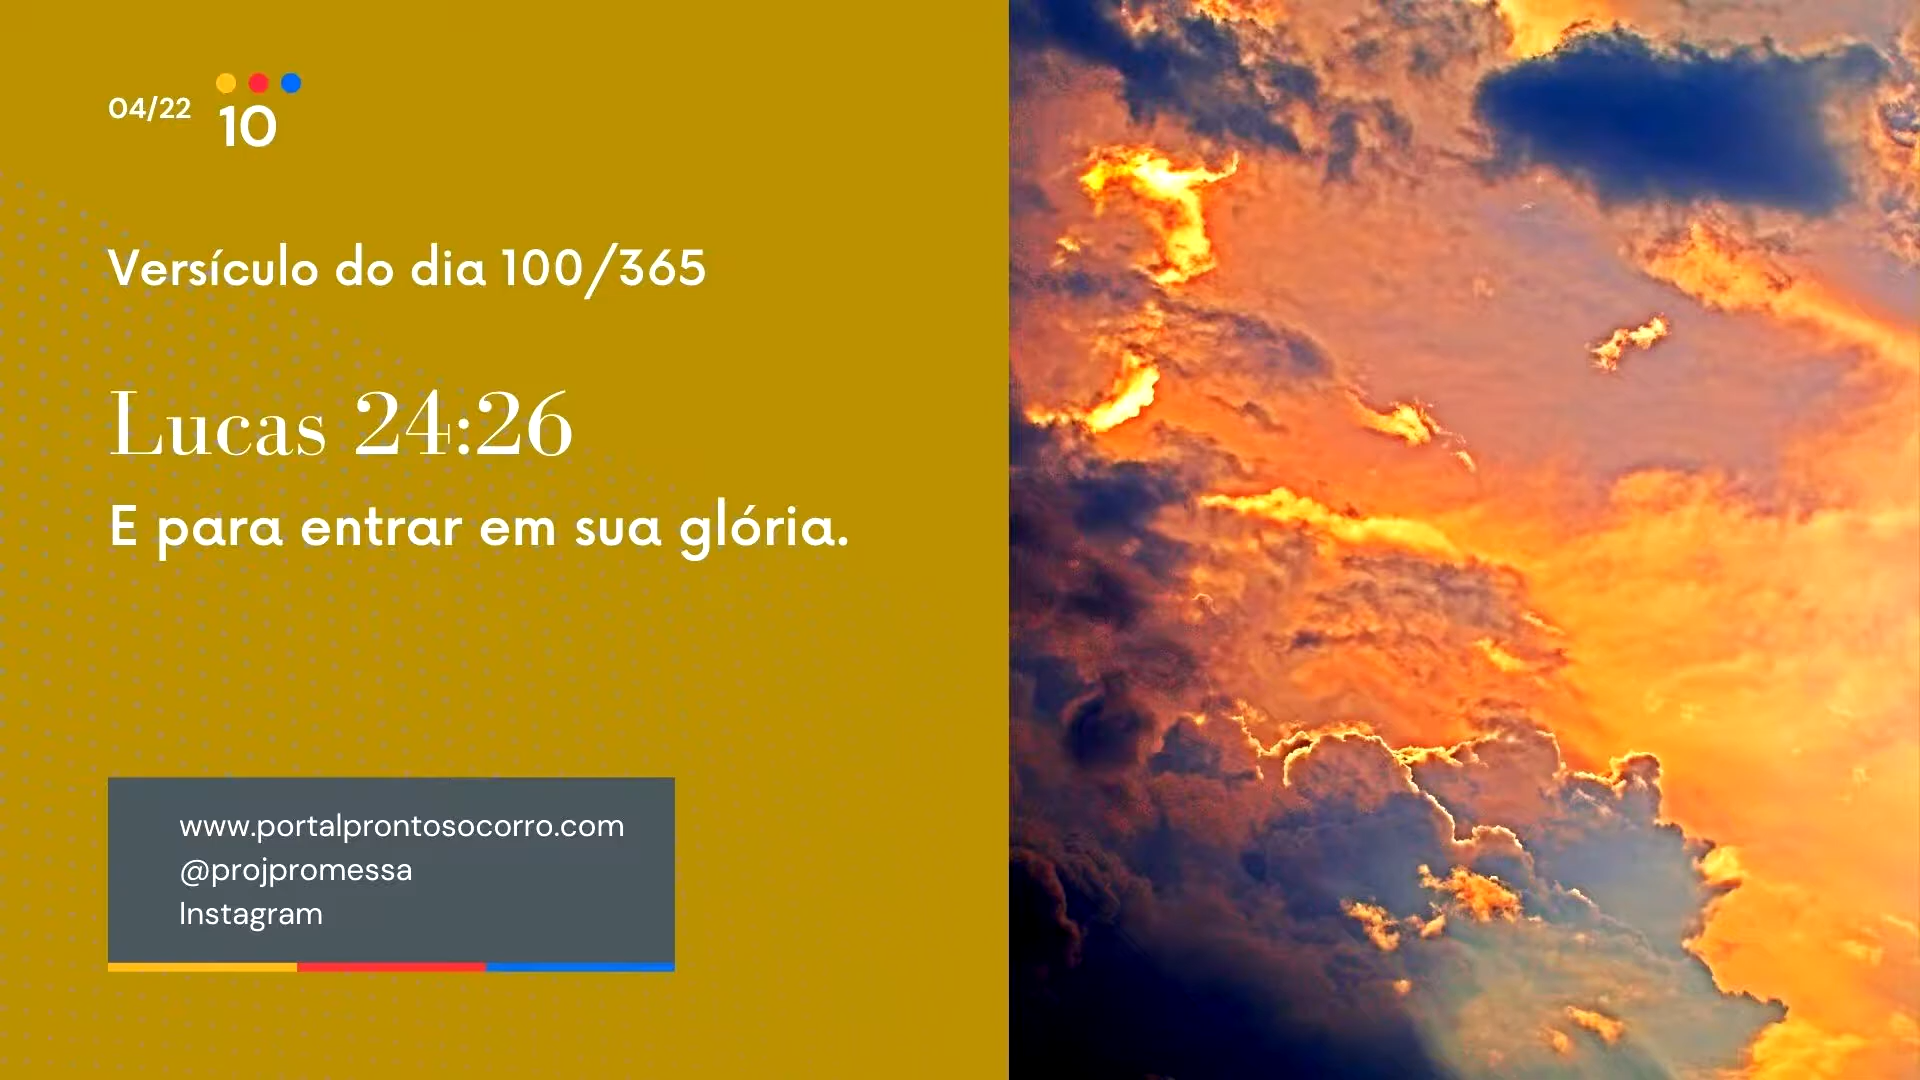 04/22
10
Versículo do dia 100/365
Lucas 24:26
E para entrar em sua glória.
www.portalprontosocorro.com
@projpromessa
Instagram